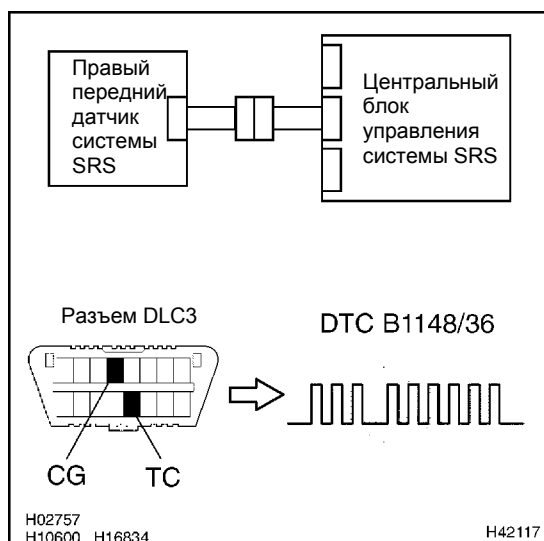 Правый
передний
датчик
системы
SRS
Центральный
блок
управления
системы SRS
Разъем DLC3
DTC B1148/36
CG
TC
H02757
H10600 H16834
H42117